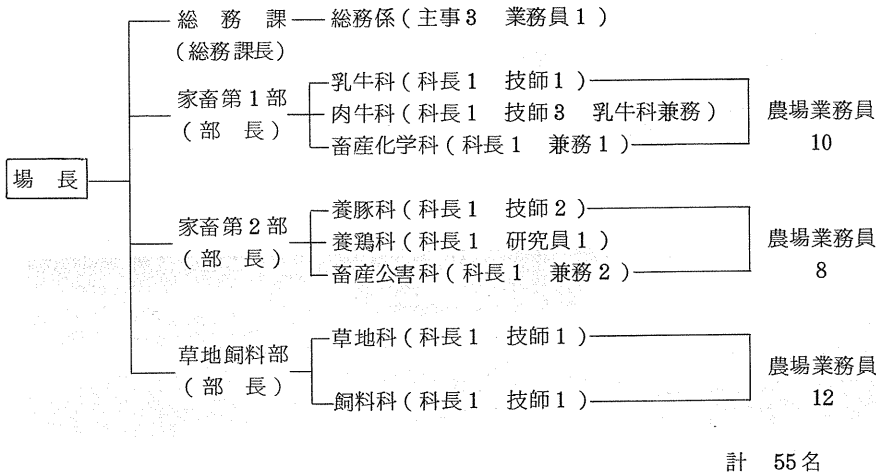 総務課 総務係(主事3 業務員1)
(総務課長)
家畜第1部
(部長)
乳牛科(科長1 技師1)
肉牛科(科長1 技師3 乳牛科兼務)
畜産化学科(科長1 兼務1)
農場業務員
10
場長
家畜第2部
(部長)
養豚科(科長1 技師2)
養鶏科(科長1 研究員1)
畜産公害科(科長1 兼務2)
農場業務員
8
草地飼料部
(部長)
草地科(科長1 技師1)
飼料科(科長1 技師1)
農場業務員
12
計 55名